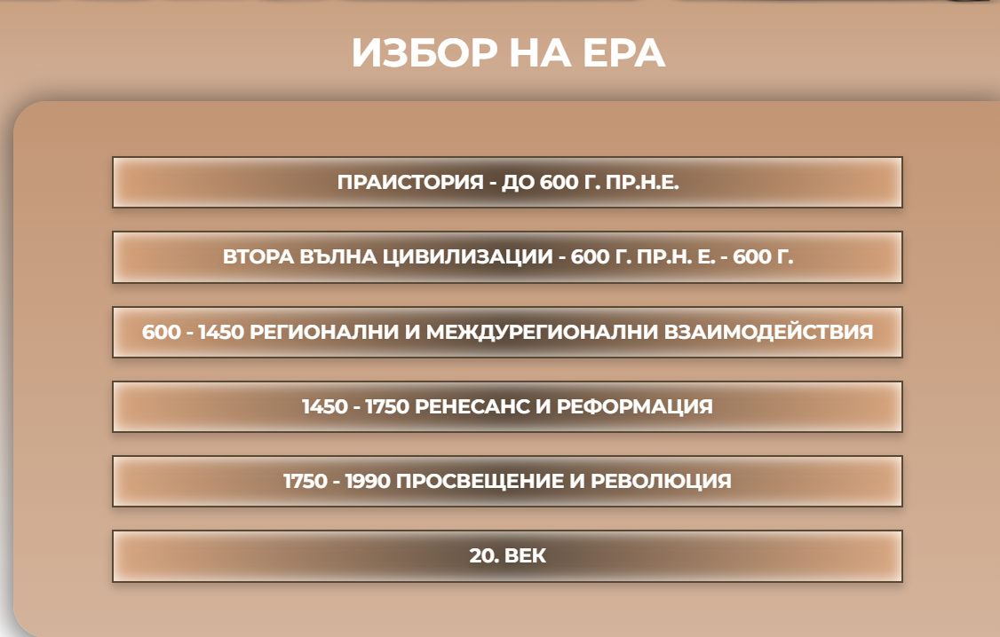 ИЗБОР НА ЕРА
ПРАИСТОРИЯ - ДО 600 Г. ПР.Н.Е.
ВТОРА ВЪЛНА ЦИВИЛИЗАЦИИ - 600 Г. ПР.Н. Е. - 600 Г.
600 - 1450 РЕГИОНАЛНИ И МЕЖДУРЕГИОНАЛНИ ВЗАИМОДЕЙСТВИЯ
1450 - 1750 РЕНЕСАНС И РЕФОРМАЦИЯ
1750 - 1990 ПРОСВЕЩЕНИЕ И РЕВОЛЮЦИЯ
20. ВЕК